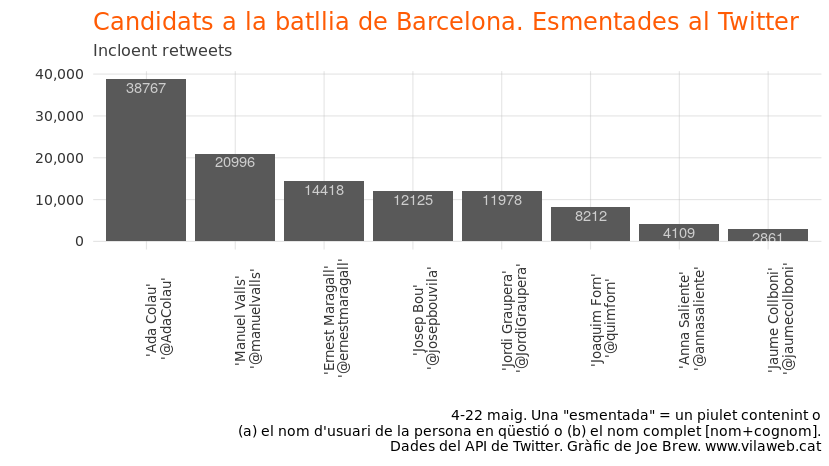 Candidats a la batllia de Barcelona. Esmentades al Twitter
Incloent retweets
40,000
30,000
20,000
10,000
0
38767
20996
14418
12125
11978
8212
4109
2861
'Ada Colau'
'@AdaColau'
'Manuel Valls'
'@manuelvalls'
'Ernest Maragall'
'@ernestmaragall'
'Josep Bou'
'@josepbouvila'
'Jordi Graupera'
'@JordiGraupera'
'Joaquim Forn'
'@quimforn'
'Anna Saliente'
'@annasaliente'
'Jaume Collboni'
'@jaumecollboni'
4-22 maig. Una "esmentada" = un piulet contenint o
(a) el nom d'usuari de la persona en qüestió o (b) el nom complet [nom+cognom].
Dades del API de Twitter. Gràfic de Joe Brew. www.vilaweb.cat